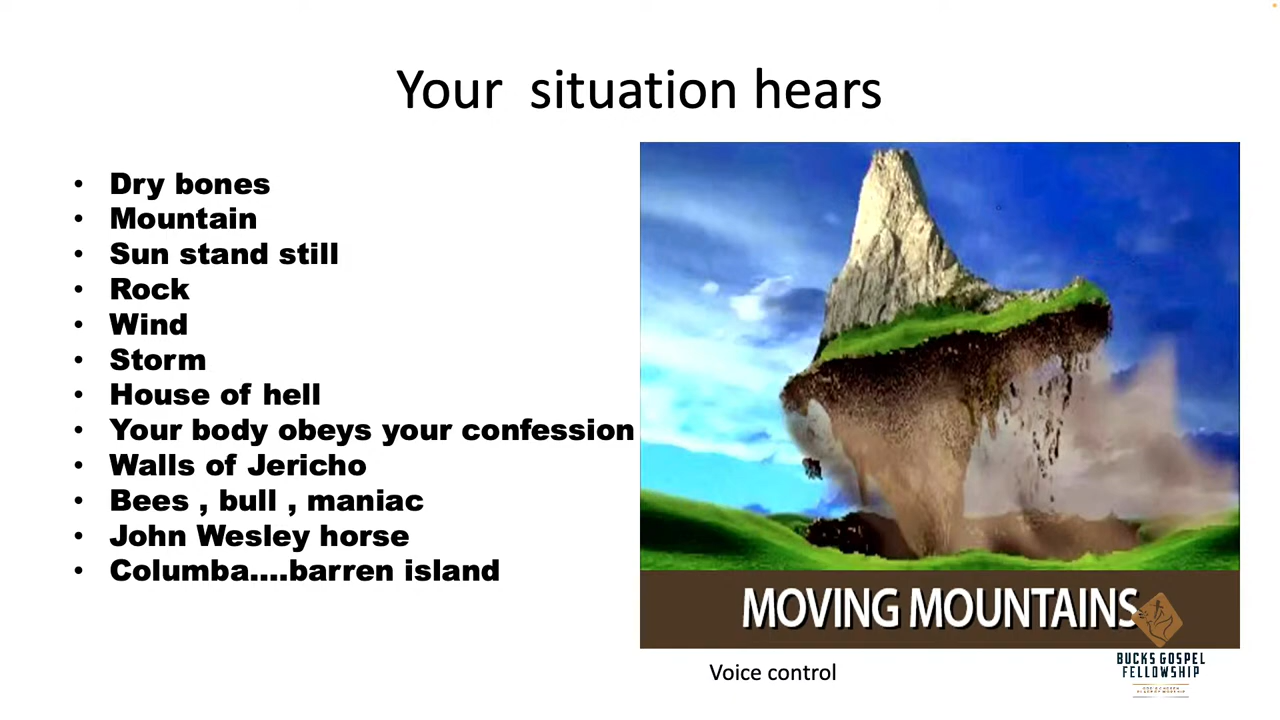 Your situation hears
• Dry bones
• Mountain
• Sun stand still
• Rock
• Wind
• Storm
• House of hell
• Your body obeys your confession
• Walls of Jericho
• Bees , bull , maniac
• John Wesley horse
• Columba....barren island
MOVING MOUNTAINS
Voice control
BUCKS GOSPEL
FELLOWSHIP